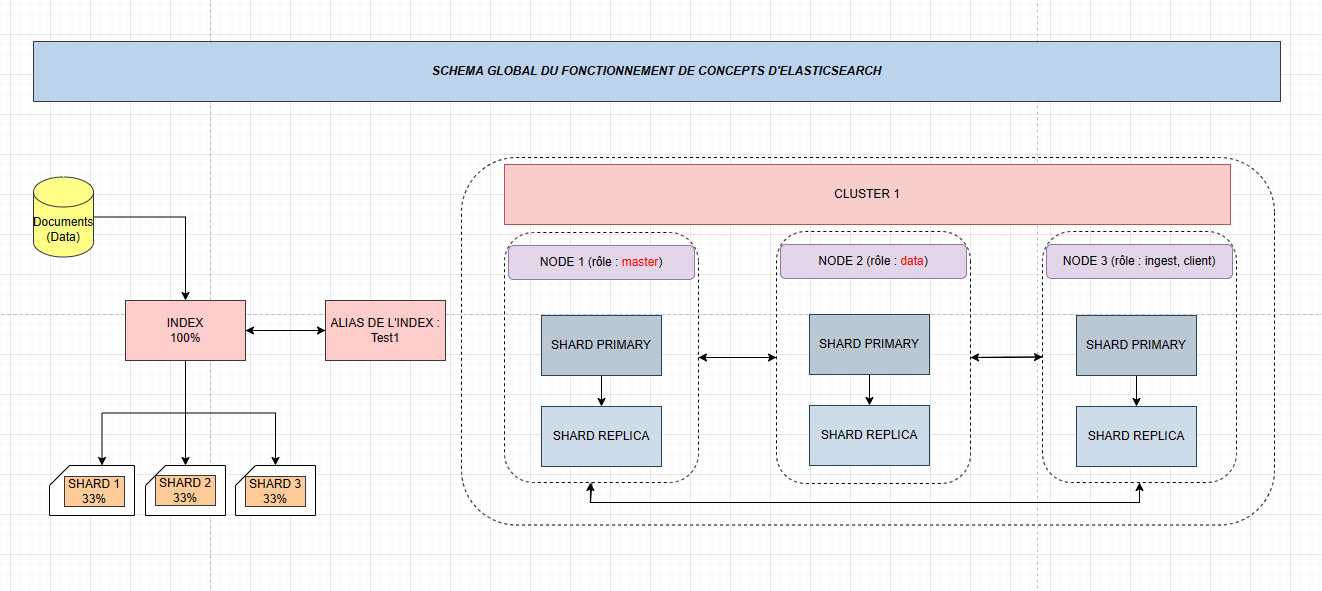 SCHEMA GLOBAL DU FONCTIONNEMENT DE CONCEPTS D'ELASTICSEARCH
Documents
(Data)
INDEX
100%
ALIAS DE L'INDEX :
Test1
SHARD 1
33%
SHARD 2
33%
SHARD 3
33%
CLUSTER 1
NODE 1 (rôle : master)
SHARD PRIMARY
SHARD REPLICA
NODE 2 (rôle : data)
SHARD PRIMARY
SHARD REPLICA
NODE 3 (rôle : ingest, client)
SHARD PRIMARY
SHARD REPLICA